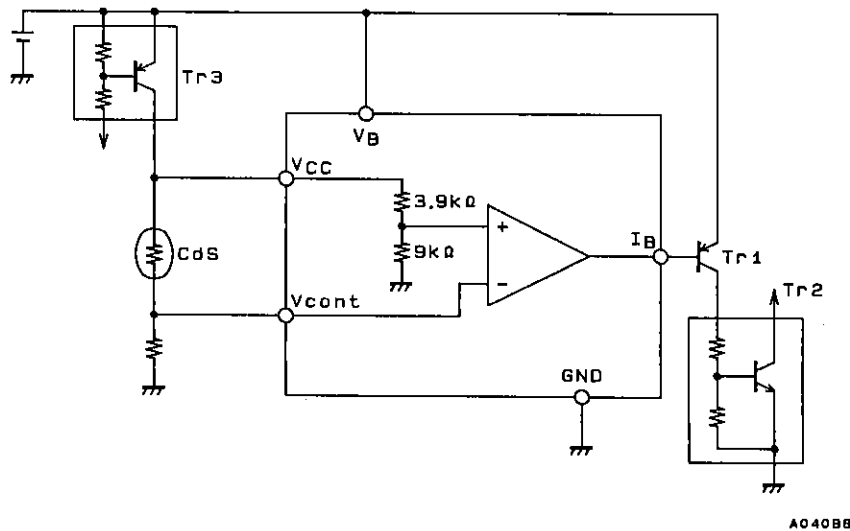 Tr3
VB
VCC
3.9kΩ
+
CdS
9kΩ
IB
Tr1
−
Vcont
Tr2
GND
A04088